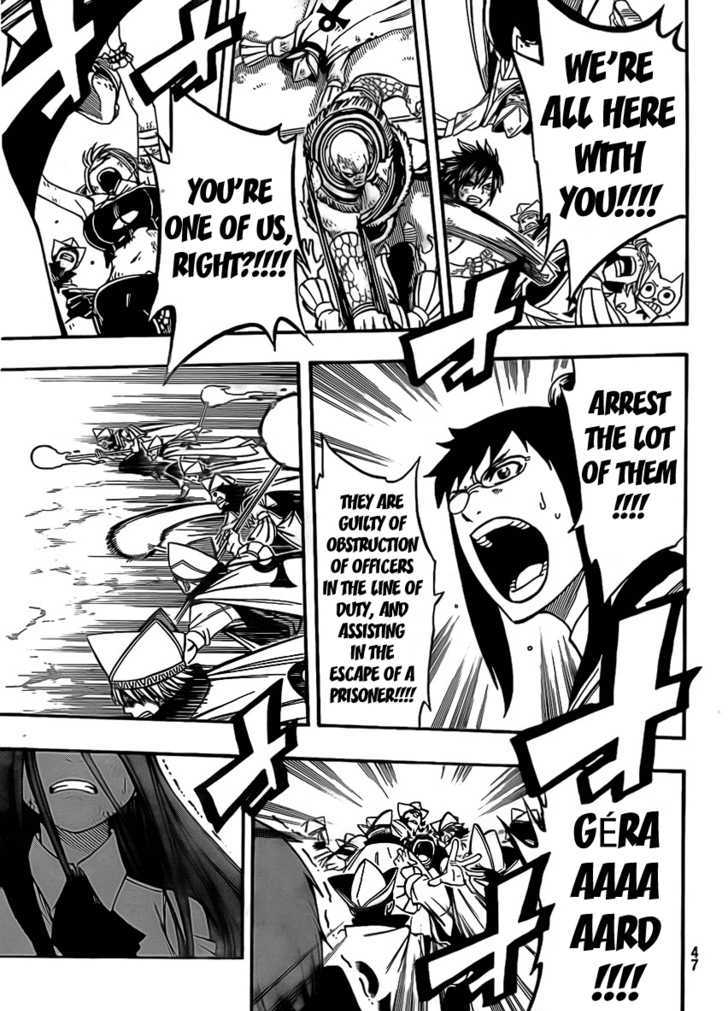 WE'RE
ALL HERE
WITH
YOU!!!!
YOU'RE
ONE OF US,
RIGHT?!!!!
ARREST
THE LOT
OF THEM
!!!!
THEY ARE
GUILTY OF
OBSTRUCTION
OF OFFICERS
IN THE LINE OF
DUTY, AND
ASSISTING
IN THE
ESCAPE OF A
PRISONER!!!!
GÉRA
AAAA
AARD
!!!!
47